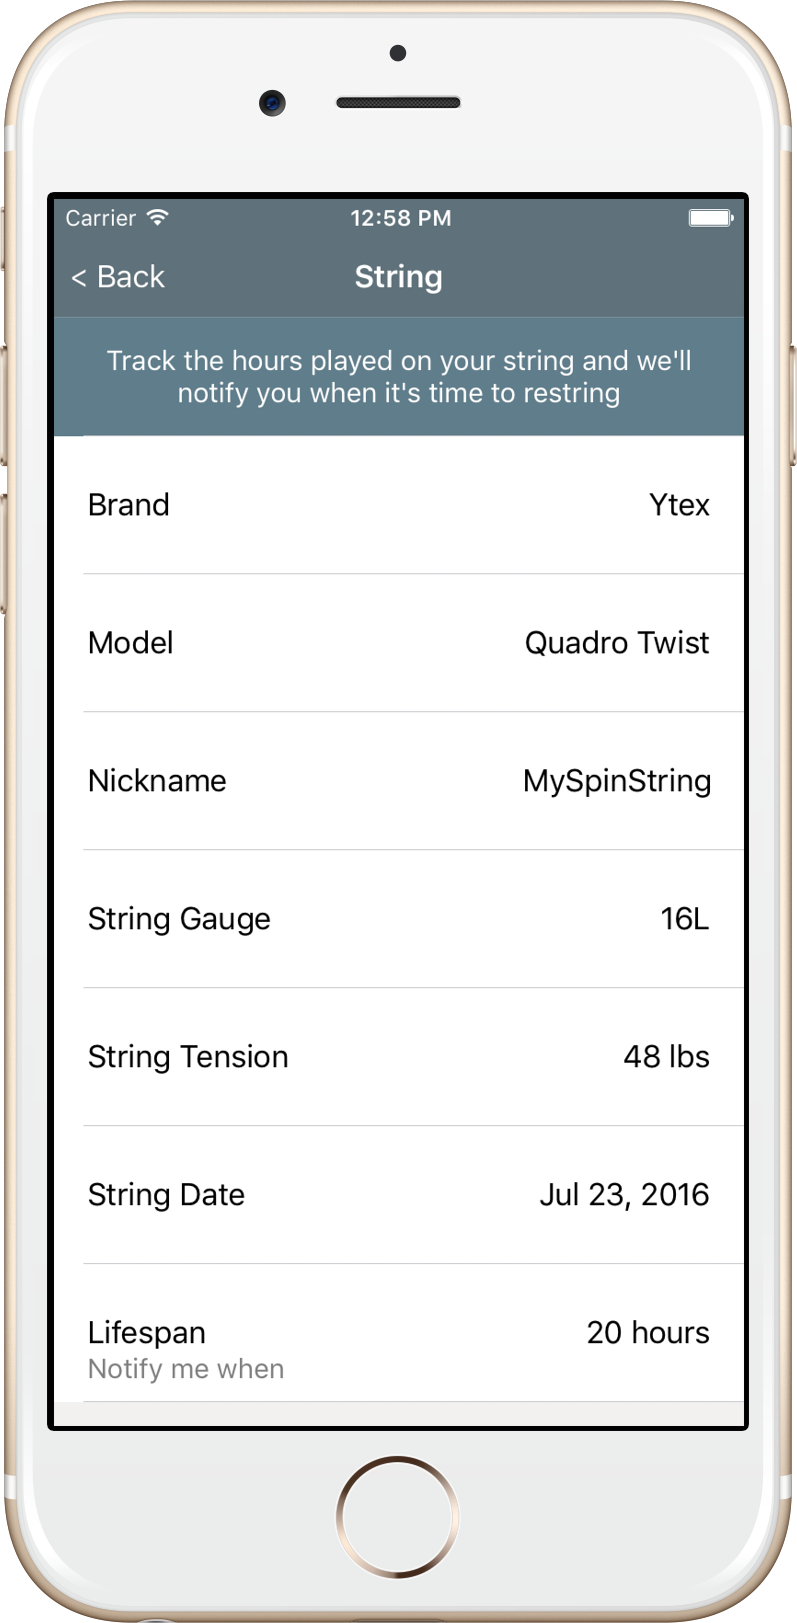 Carrier 12:58 PM
< Back String
Track the hours played on your string and we'll
notify you when it's time to restring
Brand Ytex
Model Quadro Twist
Nickname MySpinString
String Gauge 16L
String Tension 48 lbs
String Date Jul 23, 2016
Lifespan 20 hours
Notify me when